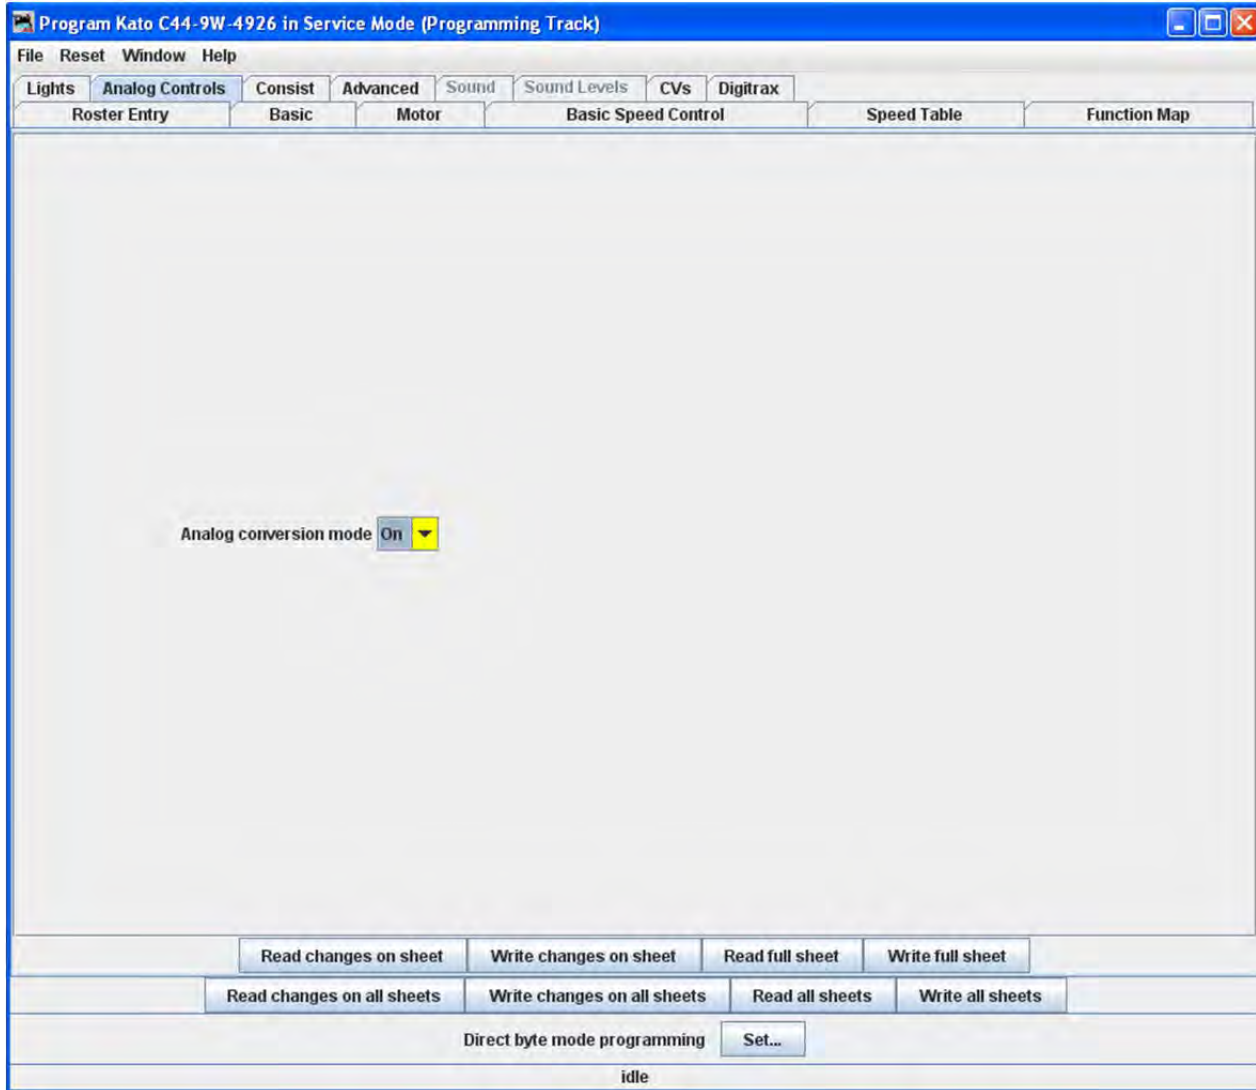 Program Kato C44-9W-4926 in Service Mode (Programming Track)
File Reset Window Help
Lights Analog Controls Consist Advanced Sound Sound Levels CVs Digitrax
Roster Entry Basic Motor Basic Speed Control Speed Table Function Map
Analog conversion mode On
Read changes on sheet Write changes on sheet Read full sheet Write full sheet
Read changes on all sheets Write changes on all sheets Read all sheets Write all sheets
Direct byte mode programming Set...
idle